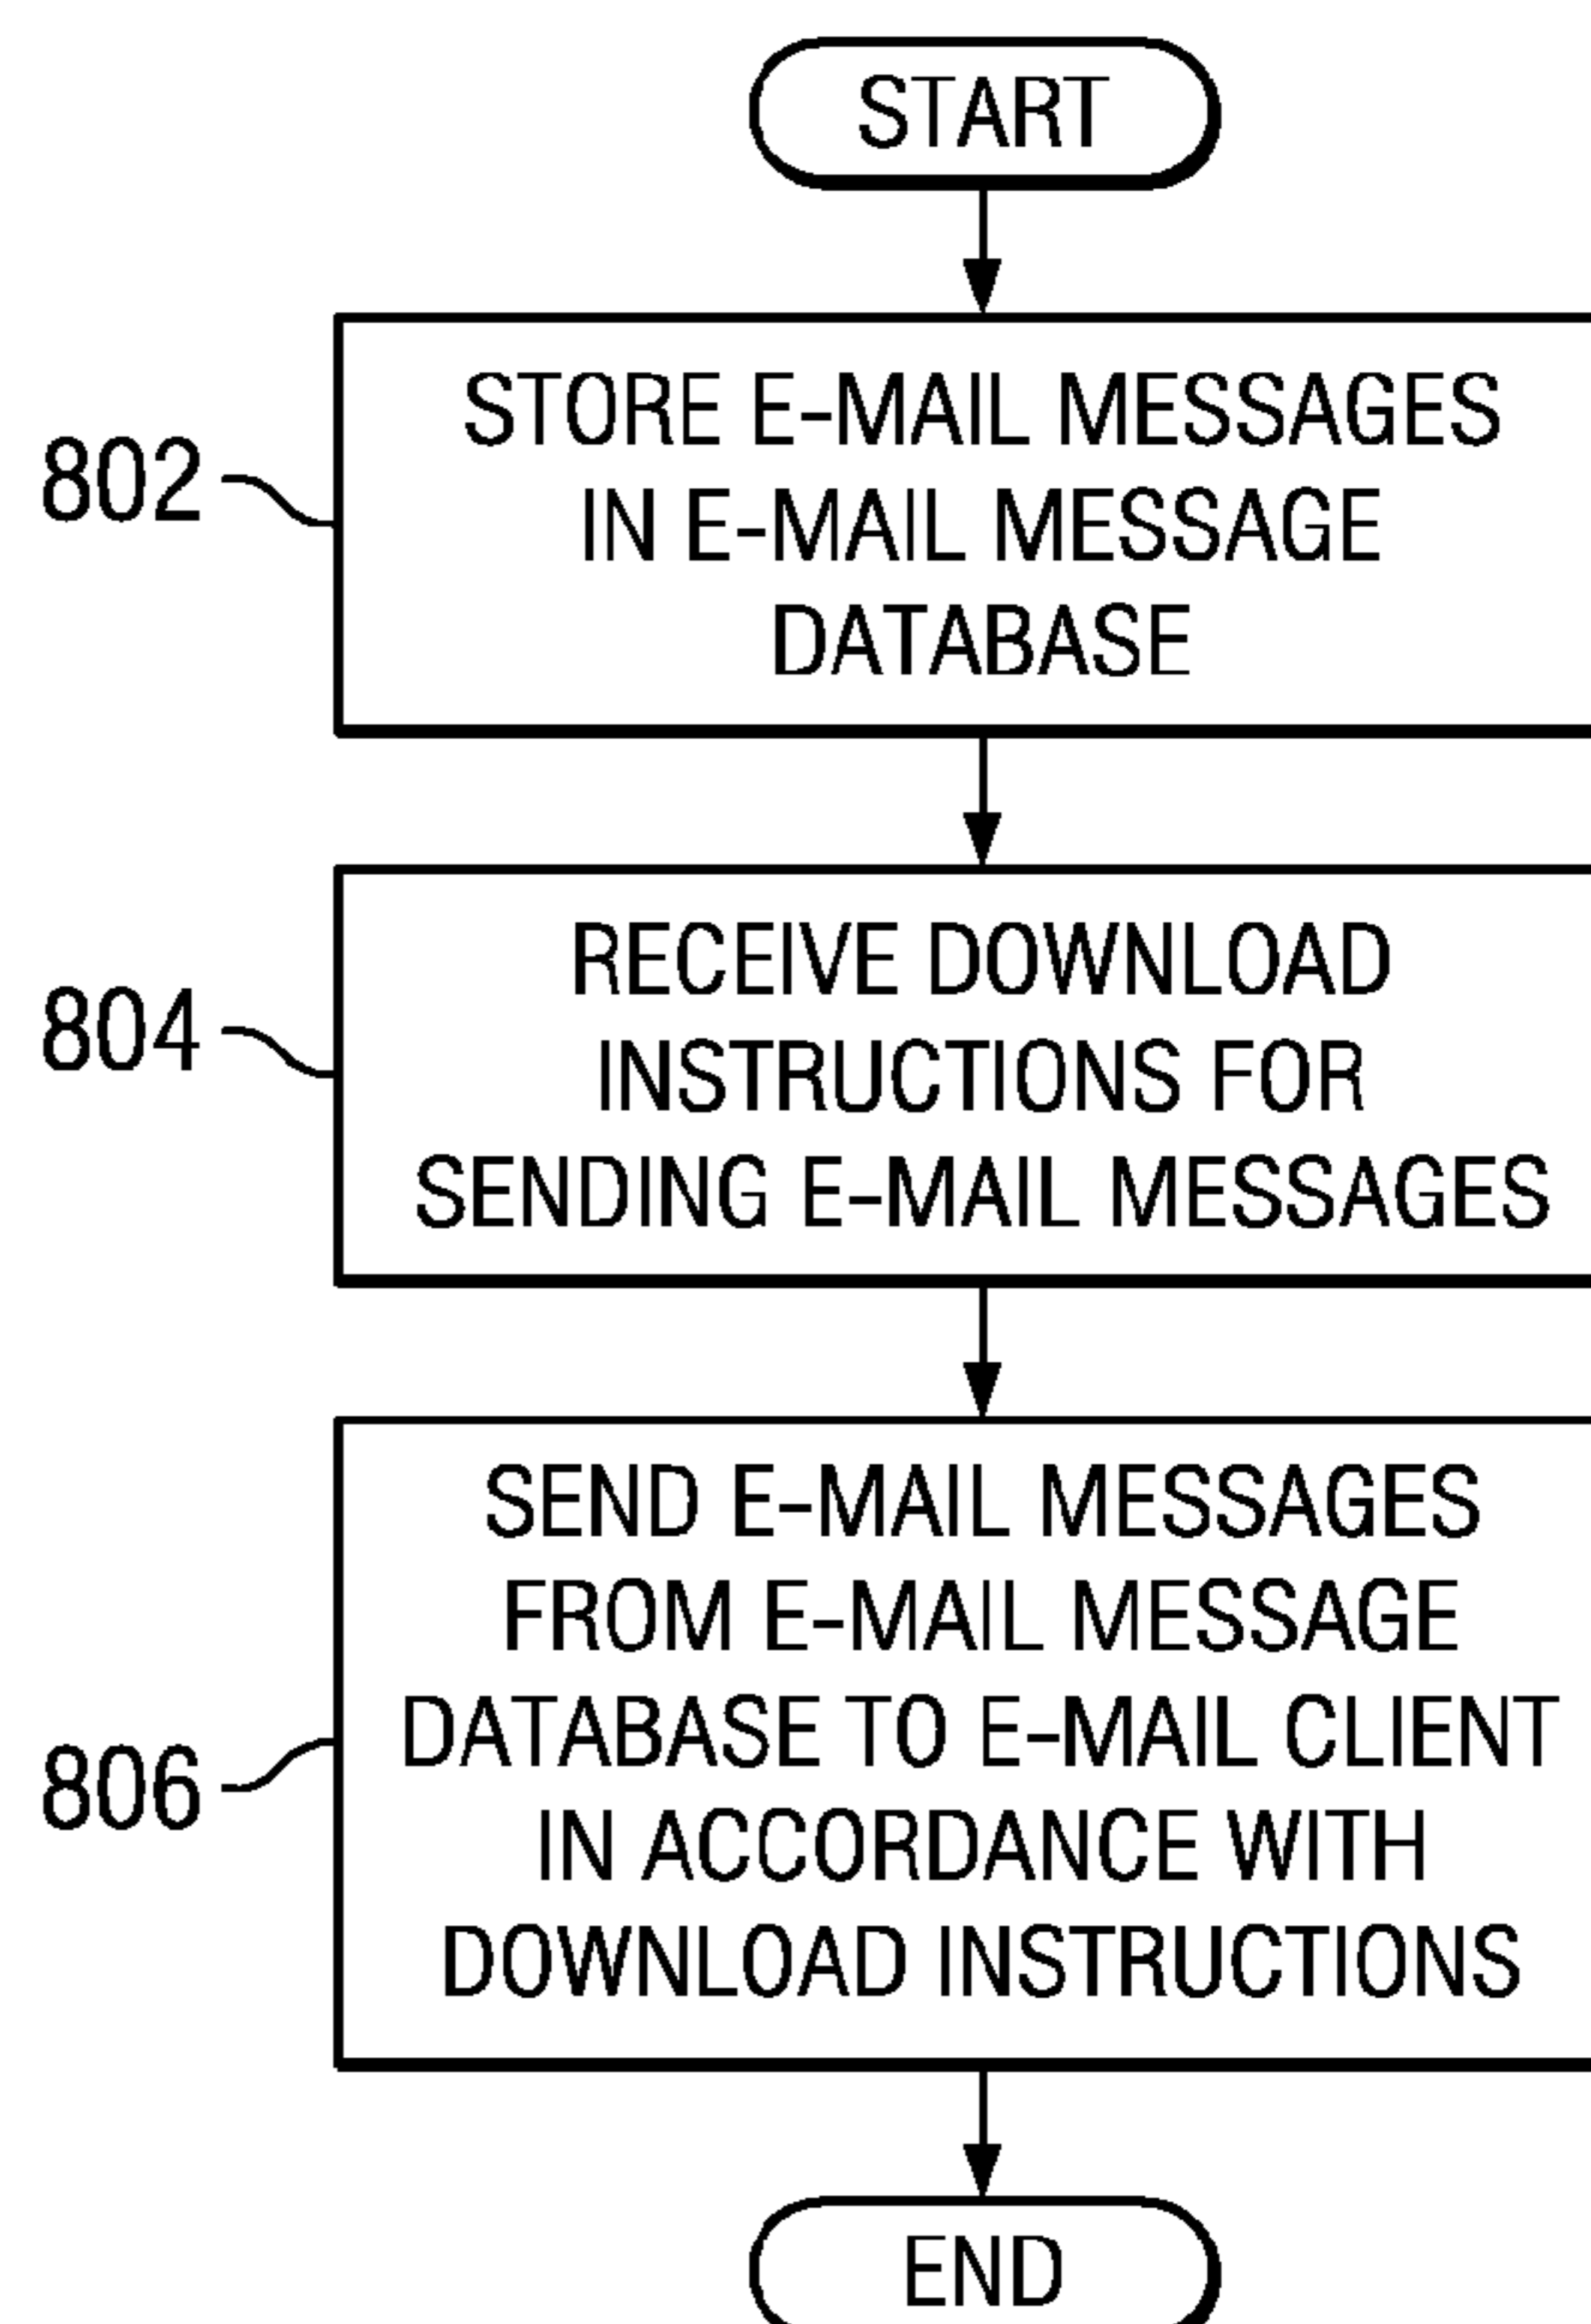 START
STORE E-MAIL MESSAGES
IN E-MAIL MESSAGE
DATABASE
802
RECEIVE DOWNLOAD
INSTRUCTIONS FOR
SENDING E-MAIL MESSAGES
804
SEND E-MAIL MESSAGES
FROM E-MAIL MESSAGE
DATABASE TO E-MAIL CLIENT
IN ACCORDANCE WITH
DOWNLOAD INSTRUCTIONS
806
END